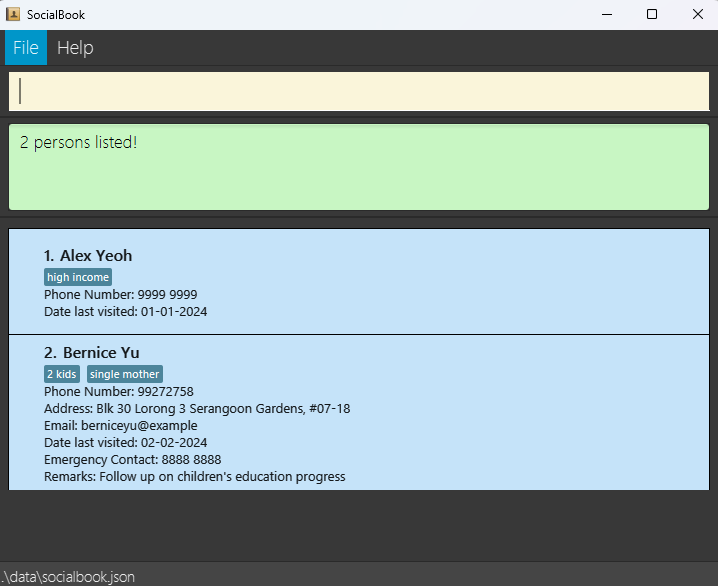 SocialBook
File Help
2 persons listed!
1. Alex Yeoh
high income
Phone Number: 9999 9999
Date last visited: 01-01-2024
2. Bernice Yu
2 kids single mother
Phone Number: 99272758
Address: Blk 30 Lorong 3 Serangoon Gardens, #07-18
Email: berniceyu@example
Date last visited: 02-02-2024
Emergency Contact: 8888 8888
Remarks: Follow up on children's education progress
.\data\socialbook.json